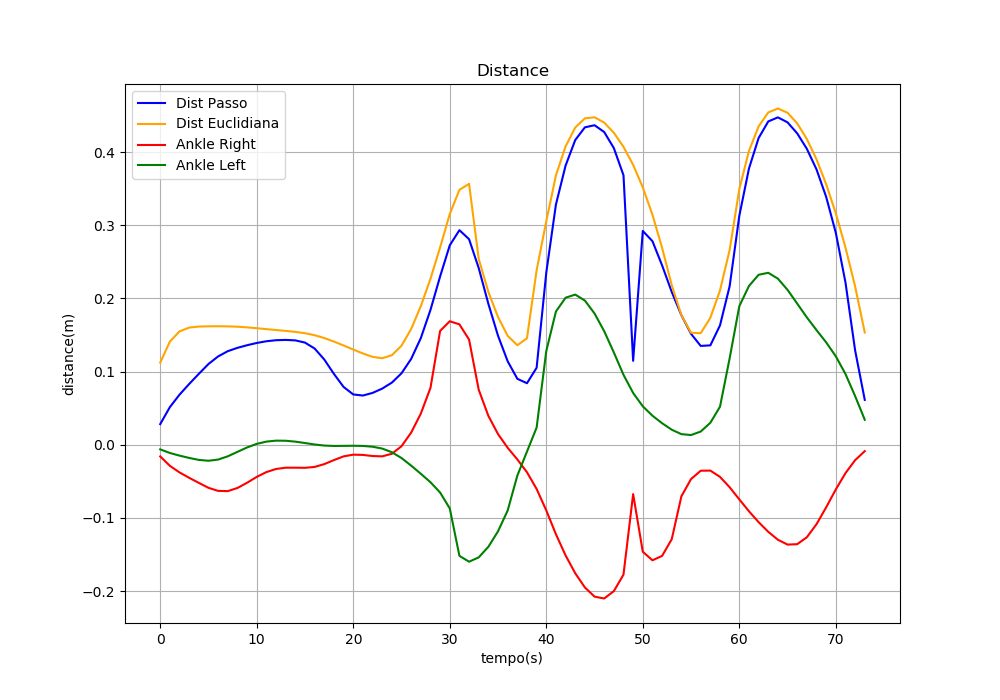 Distance
Dist Passo
Dist Euclidiana
Ankle Right
Ankle Left
distance(m)
0.4
0.3
0.2
0.1
0.0
−0.1
−0.2
0 10 20 30 40 50 60 70
tempo(s)